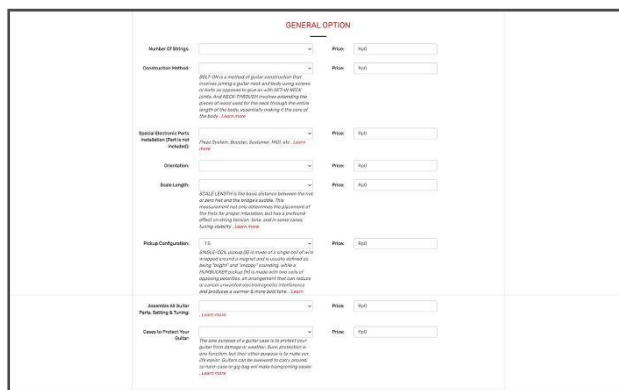 GENERAL OPTION
Number Of Strings: Price: Rp0
Construction Method: Price: Rp0
BOLT-ON is a method of guitar construction that
involves joining a guitar neck and body using screws
or bolts as opposed to glue as with SET-IN NECK
joints. And NECK-THROUGH involves extending the
pieces of wood used for the neck through the entire
length of the body, essentially making it the core of
the body . Learn more
Special Electronic Parts
Installation (Part is not
included): Price: Rp0
Piezo System, Booster, Sustainer, MIDI, etc . Learn
more
Orientation: Price: Rp0
Scale Length: Price: Rp0
SCALE LENGTH is the basic distance between the nut
or zero fret and the bridge's saddle. This
measurement not only determines the placement of
the frets for proper intonation, but has a profound
effect on string tension, tone, and in some cases,
tuning stability . Learn more
Pickup Configuration: Price: Rp0
SINGLE-COIL pickup (S) is made of a single coil of wire
wrapped around a magnet and is usually defined as
being "bright" and "snappy" sounding, while a
HUMBUCKER pickup (H) is made with two coils of
opposing polarities, an arrangement that can reduce
or cancel unwanted electromagnetic interference
and produces a warmer & more bold tone. . Learn
Assemble All Guitar
Parts, Setting & Tuning: Price: Rp0
. Learn more
Cases to Protect Your
Guitar: Price: Rp0
The one purpose of a guitar case is to protect your
guitar from damage or weather. Sure, protection is
one function, but their other purpose is to make our
life easier. Guitars can be awkward to carry around,
so hard-case or gig bag will make transporting easier
. Learn more